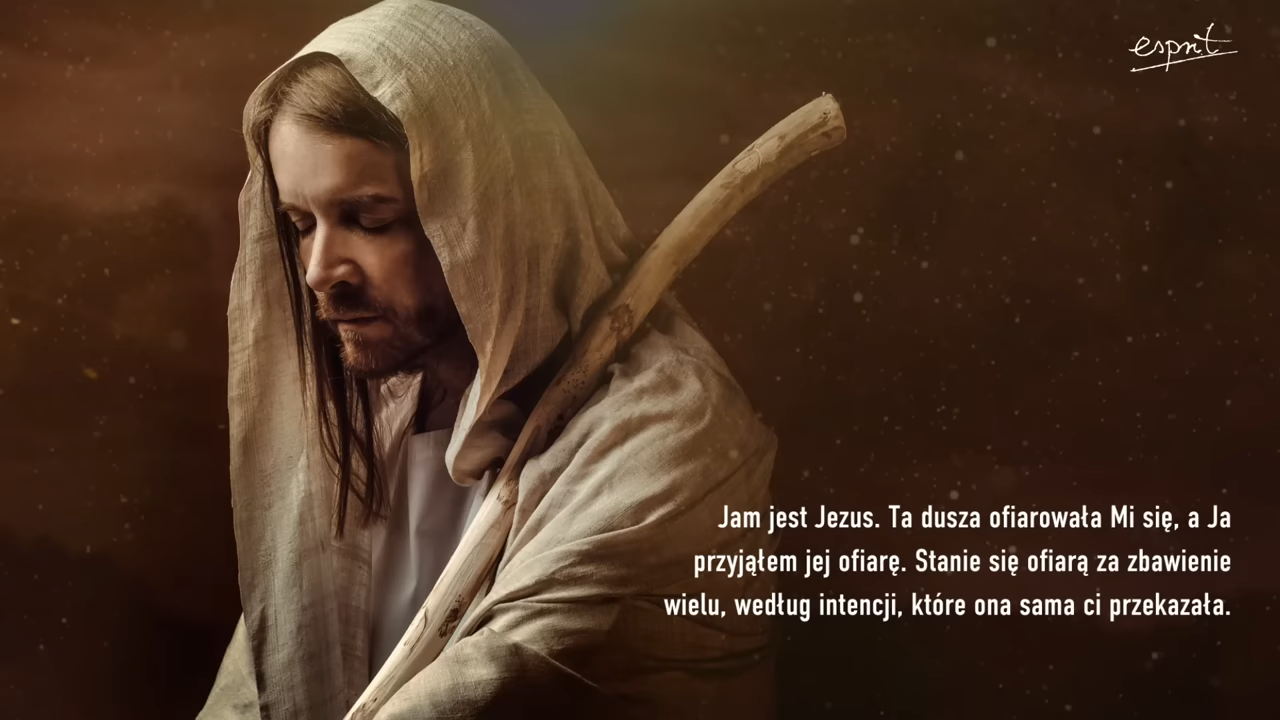 esprit
Jam jest Jezus. Ta dusza ofiarowała Mi się, a Ja
przyjąłem jej ofiarę. Stanie się ofiarą za zbawienie
wielu, według intencji, które ona sama ci przekazała.